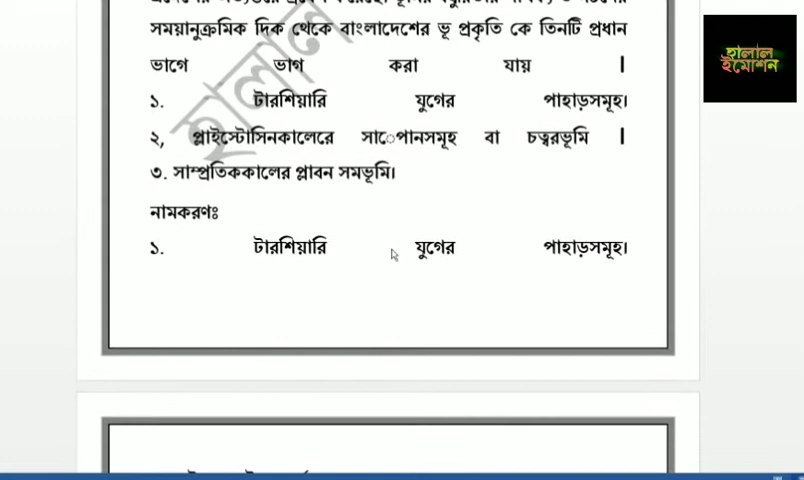 সময়ানুক্রমিক দিক থেকে বাংলাদেশের ভূ প্রকৃতি কে তিনটি প্রধান
ভাগে ভাগ করা যায় |
১. টারশিয়ারি যুগের পাহাড়সমূহ।
২, প্লাইস্টোসিনকালেরে সােপানসমূহ বা চত্বরভূমি |
৩. সাম্প্রতিককালের প্লাবন সমভূমি।
নামকরণঃ
১. টারশিয়ারি যুগের পাহাড়সমূহ।
হালাল
হালাল
ইমোশন